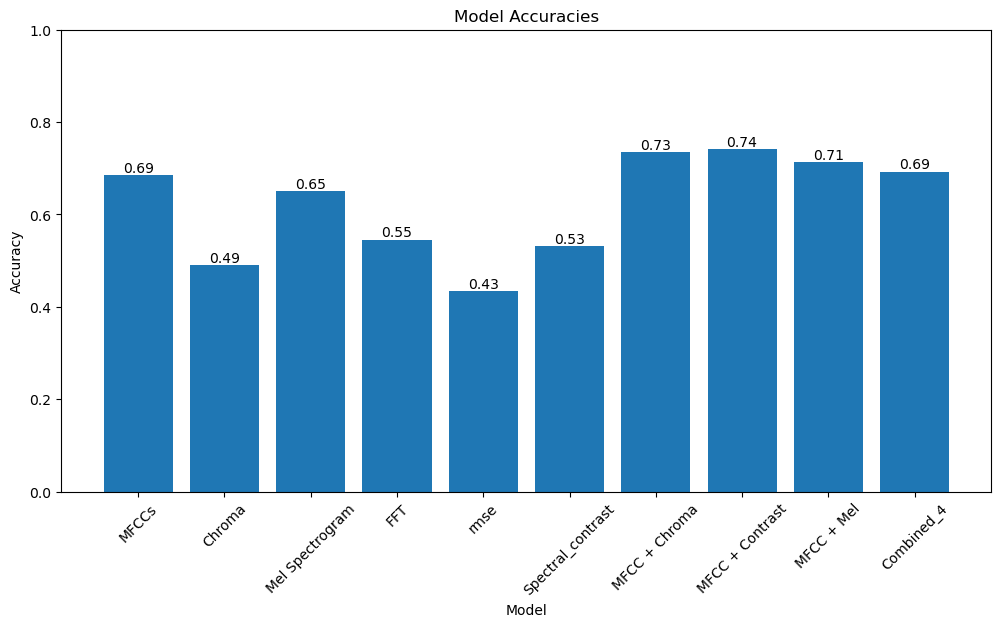 Model Accuracies
1.0
0.8
0.6
0.4
0.2
0.0
Accuracy
0.69
0.49
0.65
0.55
0.43
0.53
0.73
0.74
0.71
0.69
MFCCs
Chroma
Mel Spectrogram
FFT
rmse
Spectral_contrast
MFCC + Chroma
MFCC + Contrast
MFCC + Mel
Combined_4
Model